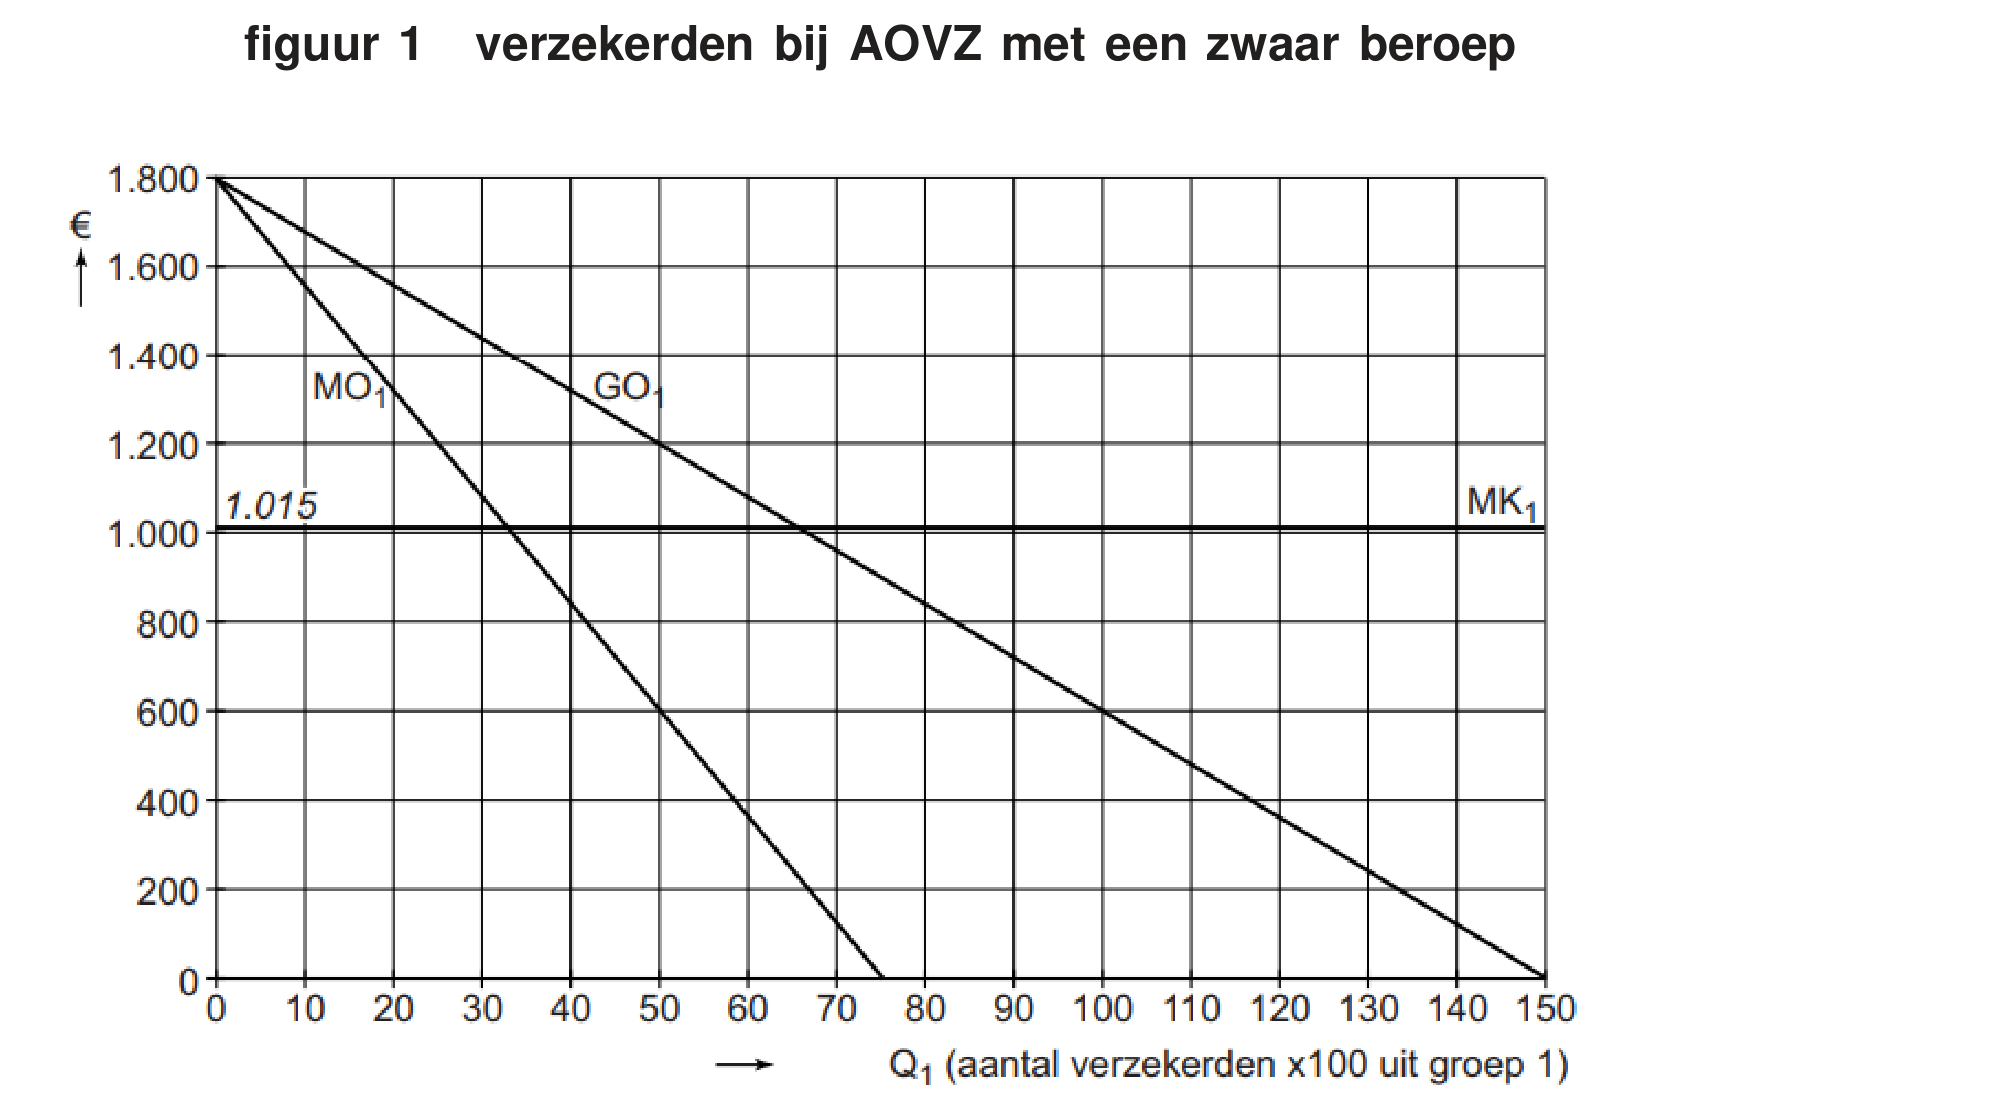 figuur 1 verzekerden bij AOVZ met een zwaar beroep
1.800
€
1.600
1.400
MO1
GO1
1.200
1.015
MK1
1.000
800
600
400
200
0
0 10 20 30 40 50 60 70 80 90 100 110 120 130 140 150
Q1 (aantal verzekerden x100 uit groep 1)